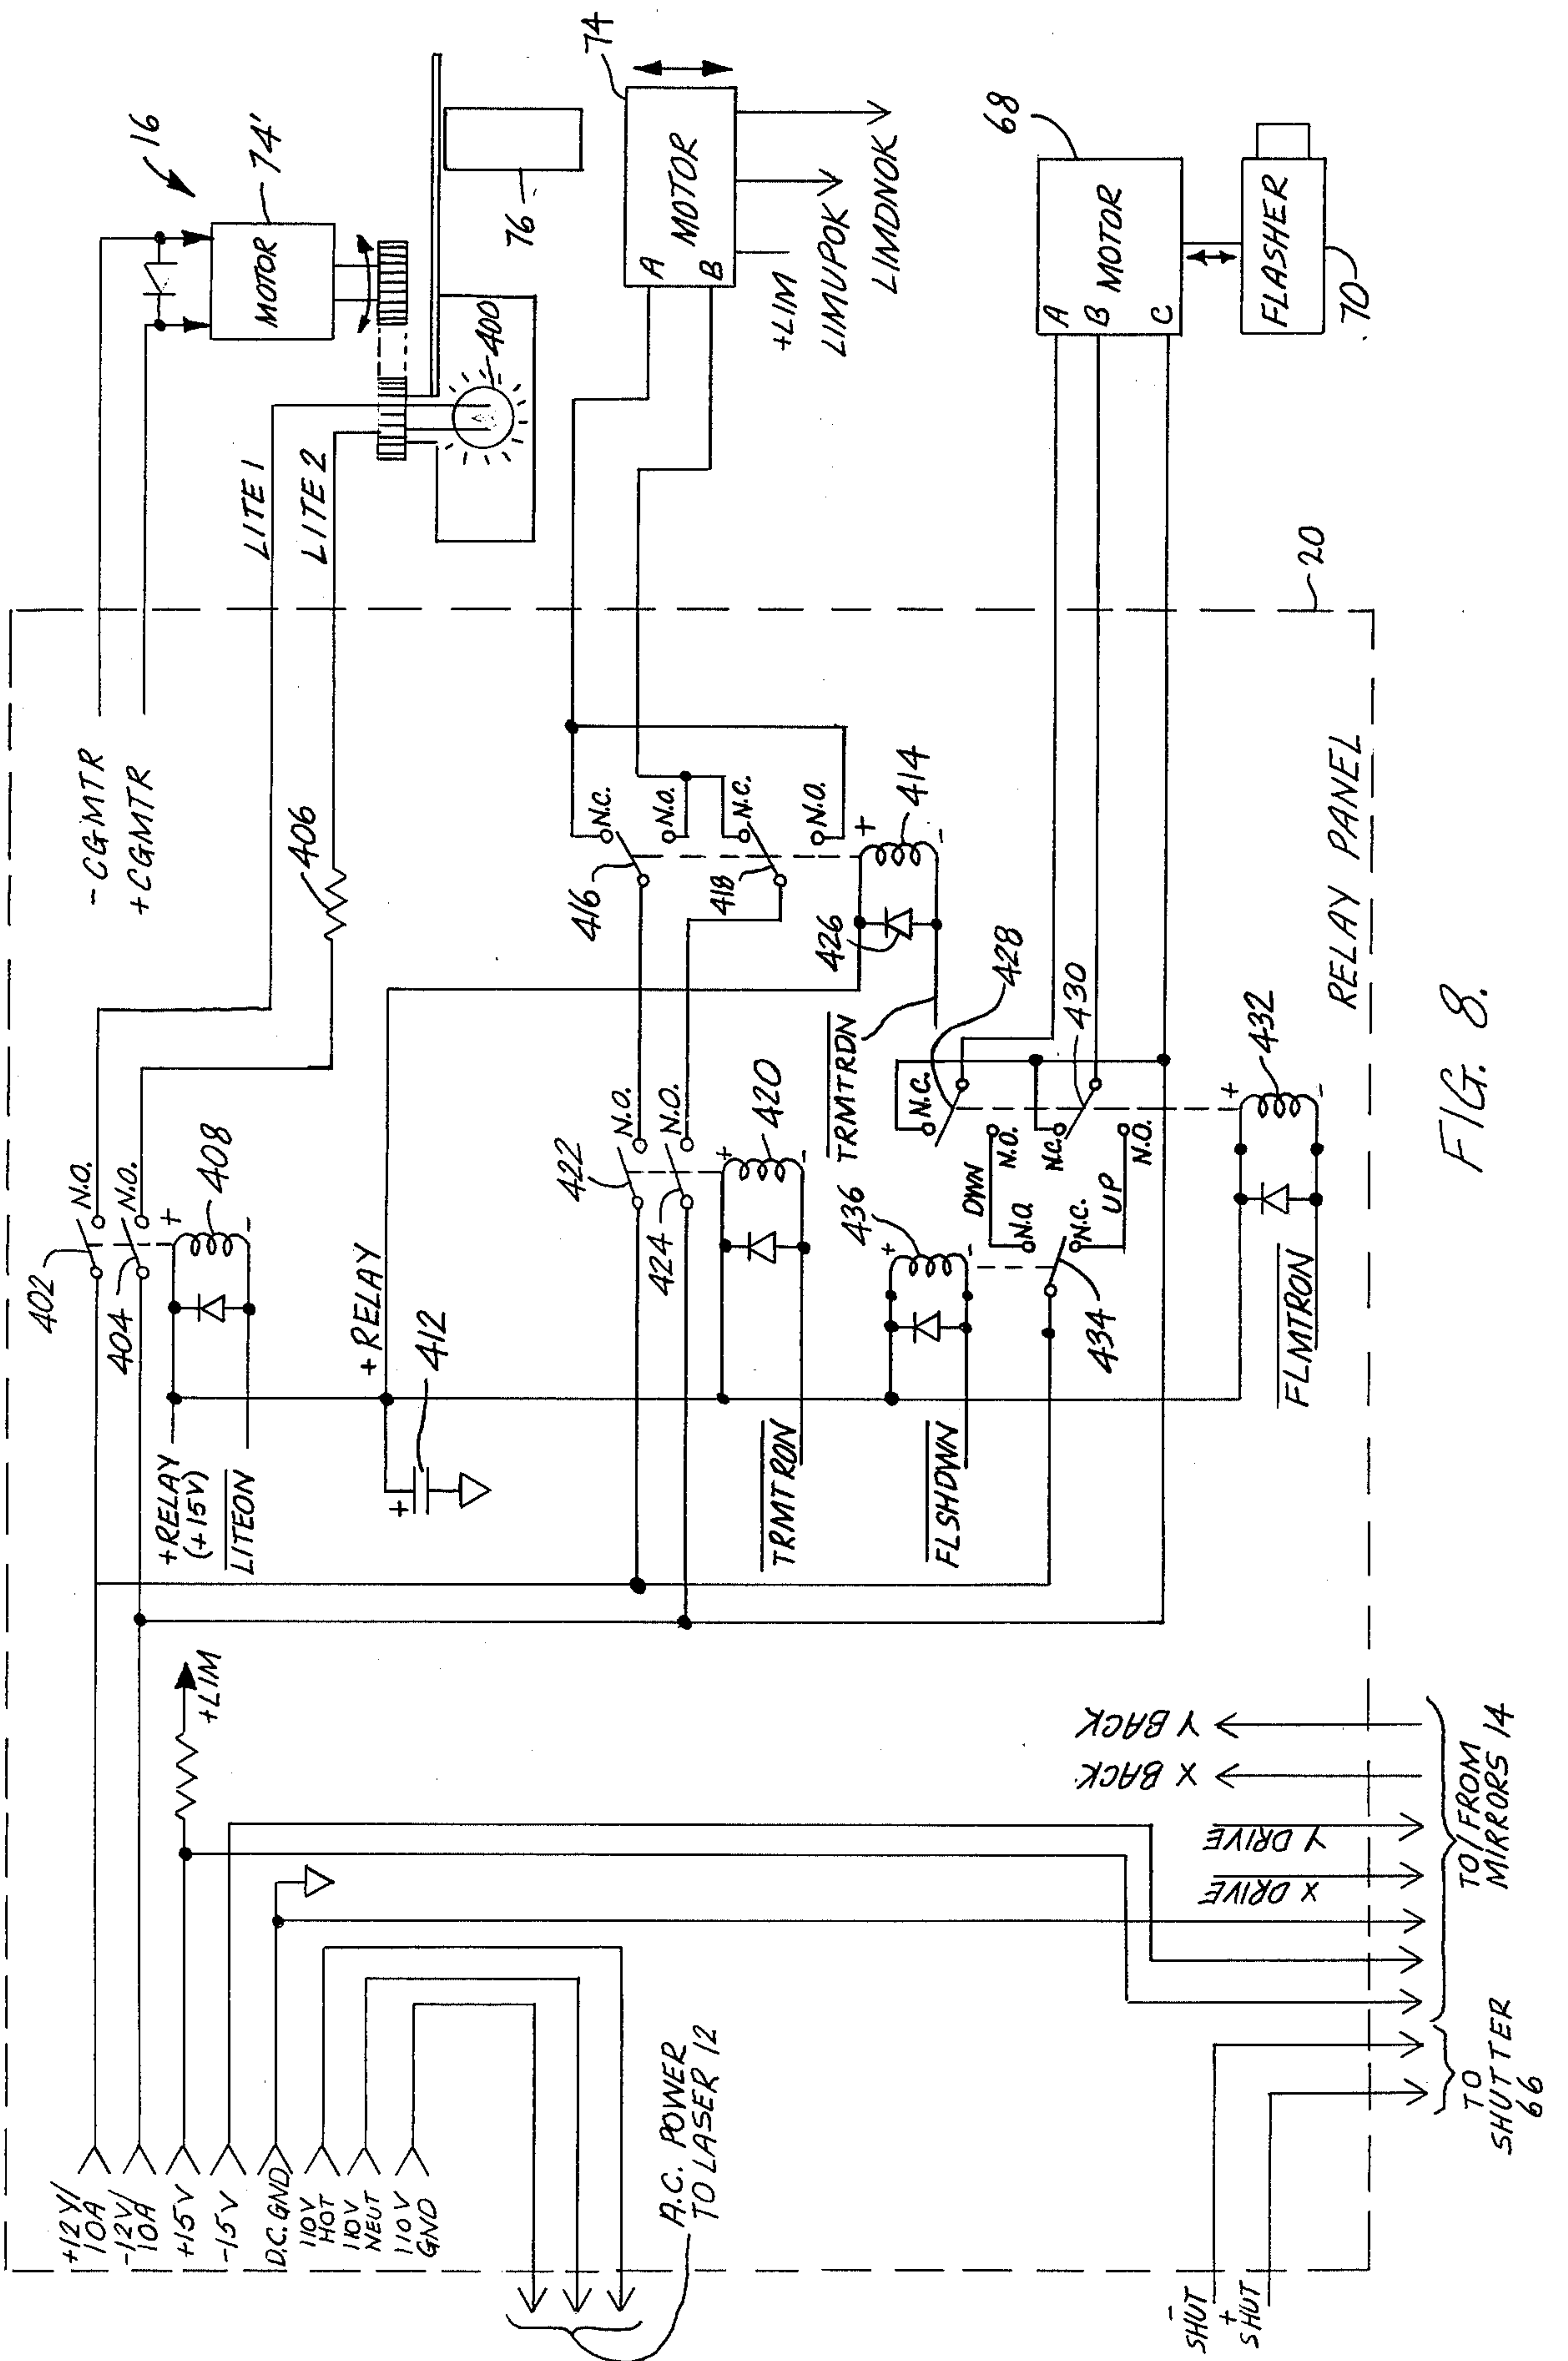 +12V/
10A
-12V/
10A
+15V
-15V
D.C. GND
110V
HOT
110V
NEUT
110V
GND
A.C. POWER
TO LASER 12
- SHUT
+ SHUT
TO
SHUTTER
66
TO/FROM
MIRRORS 14
X DRIVE
Y DRIVE
X BACK
Y BACK
+LIM
+RELAY
(+15V)
LITEON
402
404
N.O.
N.O.
408
+
-
406
-CGMTR
+CGMTR
LITE 1
LITE 2
16
74'
MOTOR
400
76
+RELAY
412
+
422
424
N.O.
N.O.
420
+
-
TRMTRON
416
418
N.C.
N.O.
N.C.
N.O.
414
+
-
426
TRMTRDN
74
MOTOR
A
B
+LIM
LIMUPOK
LIMDNOK
428
430
N.C.
N.O.
N.C.
N.O.
DWN
UP
N.O.
N.C.
434
436
+
-
FLSHDWN
432
+
-
FLMTRON
68
MOTOR
A
B
C
FLASHER
70
20
RELAY PANEL
FIG. 8.